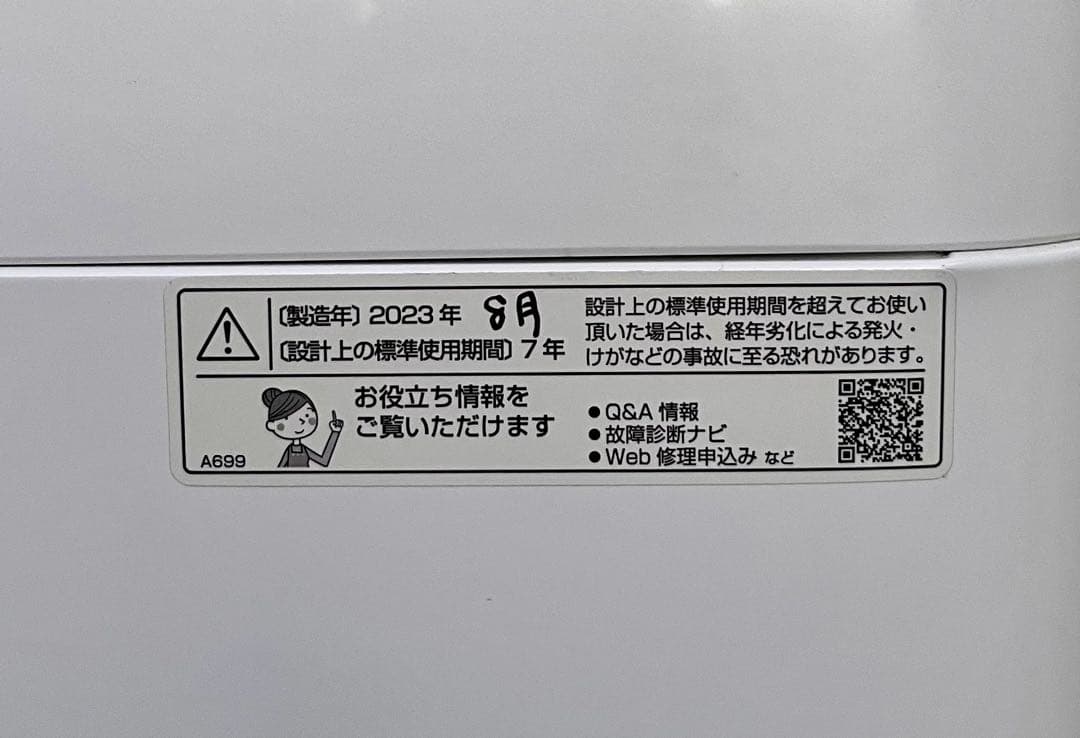 〔製造年〕2023年 8月
〔設計上の標準使用期間〕7年
設計上の標準使用期間を超えてお使い
頂いた場合は、経年劣化による発火・
けがなどの事故に至る恐れがあります。
お役立ち情報を
ご覧いただけます
●Q&A 情報
●故障診断ナビ
●Web 修理申込み など
A699